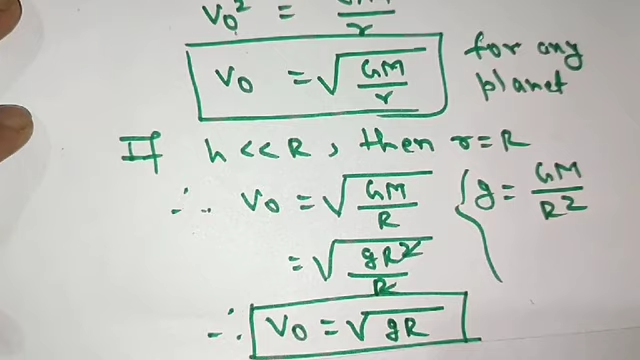 V₀² = GM/r
V₀ = √(GM/r) for any planet
If h << R, then r = R
∴ V₀ = √(GM/R) { g = GM/R²
= √(gR²/R)
∴ V₀ = √gR